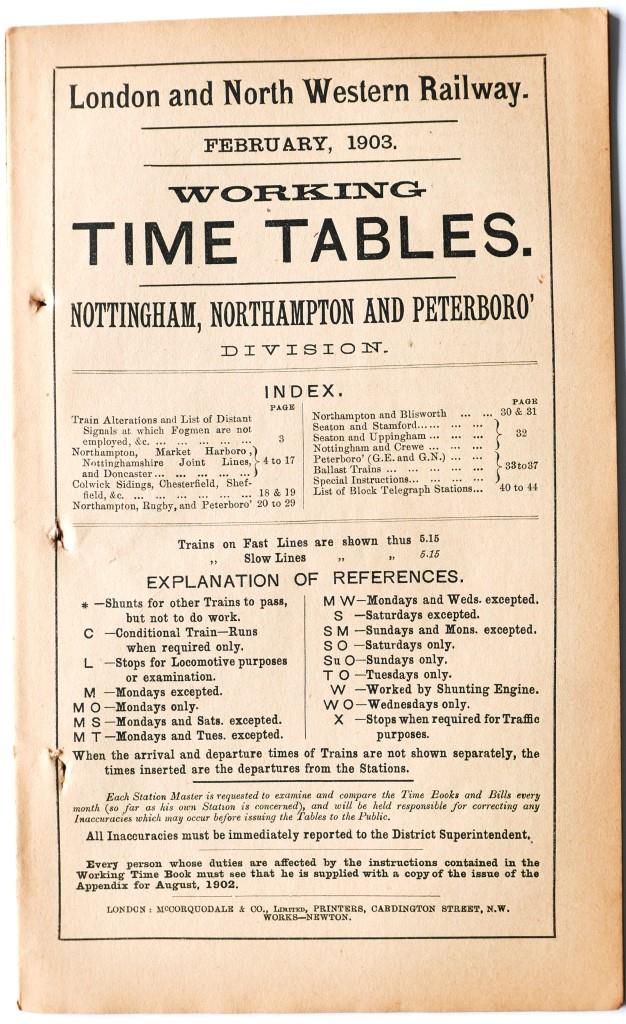 London and North Western Railway.
FEBRUARY, 1903.
WORKING
TIME TABLES.
NOTTINGHAM, NORTHAMPTON AND PETERBORO'
DIVISION.
INDEX.
PAGE
Train Alterations and List of Distant
Signals at which Fogmen are not
employed, &c. ... ... ... ... ... ... 3
Northampton, Market Harboro,
Nottinghamshire Joint Lines, } 4 to 17
and Doncaster ... ... ... ... ...
Colwick Sidings, Chesterfield, Shef-
field, &c. ... ... ... ... ... ... ... 18 & 19
Northampton, Rugby, and Peterboro' 20 to 29
PAGE
Northampton and Blisworth ... ... 30 & 31
Seaton and Stamford...... ... ...
Seaton and Uppingham ... ... ... } 32
Nottingham and Crewe ... ... ...
Peterboro' (G.E. and G.N.) ... ...
Ballast Trains ... ... ... ... ... } 33 to 37
Special Instructions... ... ... ...
List of Block Telegraph Stations... 40 to 44
Trains on Fast Lines are shown thus 5.15
,, Slow Lines ,, ,, 5.15
EXPLANATION OF REFERENCES.
* —Shunts for other Trains to pass,
but not to do work.
C —Conditional Train—Runs
when required only.
L —Stops for Locomotive purposes
or examination.
M —Mondays excepted.
M O —Mondays only.
M S —Mondays and Sats. excepted.
M T —Mondays and Tues. excepted.
M W—Mondays and Weds. excepted.
S —Saturdays excepted.
S M —Sundays and Mons. excepted.
S O —Saturdays only.
Su O—Sundays only.
T O —Tuesdays only.
W —Worked by Shunting Engine.
W O—Wednesdays only.
X —Stops when required for Traffic
purposes.
When the arrival and departure times of Trains are not shown separately, the
times inserted are the departures from the Stations.
Each Station Master is requested to examine and compare the Time Books and Bills every
month (so far as his own Station is concerned), and will be held responsible for correcting any
Inaccuracies which may occur before issuing the Tables to the Public.
All Inaccuracies must be immediately reported to the District Superintendent.
Every person whose duties are affected by the instructions contained in the
Working Time Book must see that he is supplied with a copy of the issue of the
Appendix for August, 1902.
LONDON: McCORQUODALE & CO., LIMITED, PRINTERS, CARDINGTON STREET, N.W.
WORKS—NEWTON.